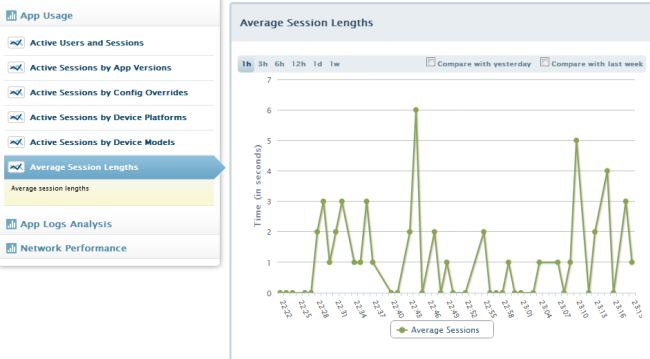 App Usage
Active Users and Sessions
Active Sessions by App Versions
Active Sessions by Config Overrides
Active Sessions by Device Platforms
Active Sessions by Device Models
Average Session Lengths
Average session lengths
App Logs Analysis
Network Performance
Average Session Lengths
1h 3h 6h 12h 1d 1w
Compare with yesterday Compare with last week
Time (in seconds)
7
6
5
4
3
2
1
0
22:22 22:25 22:28 22:31 22:34 22:37 22:40 22:43 22:46 22:49 22:52 22:55 22:58 23:01 23:04 23:07 23:10 23:13 23:16
Average Sessions